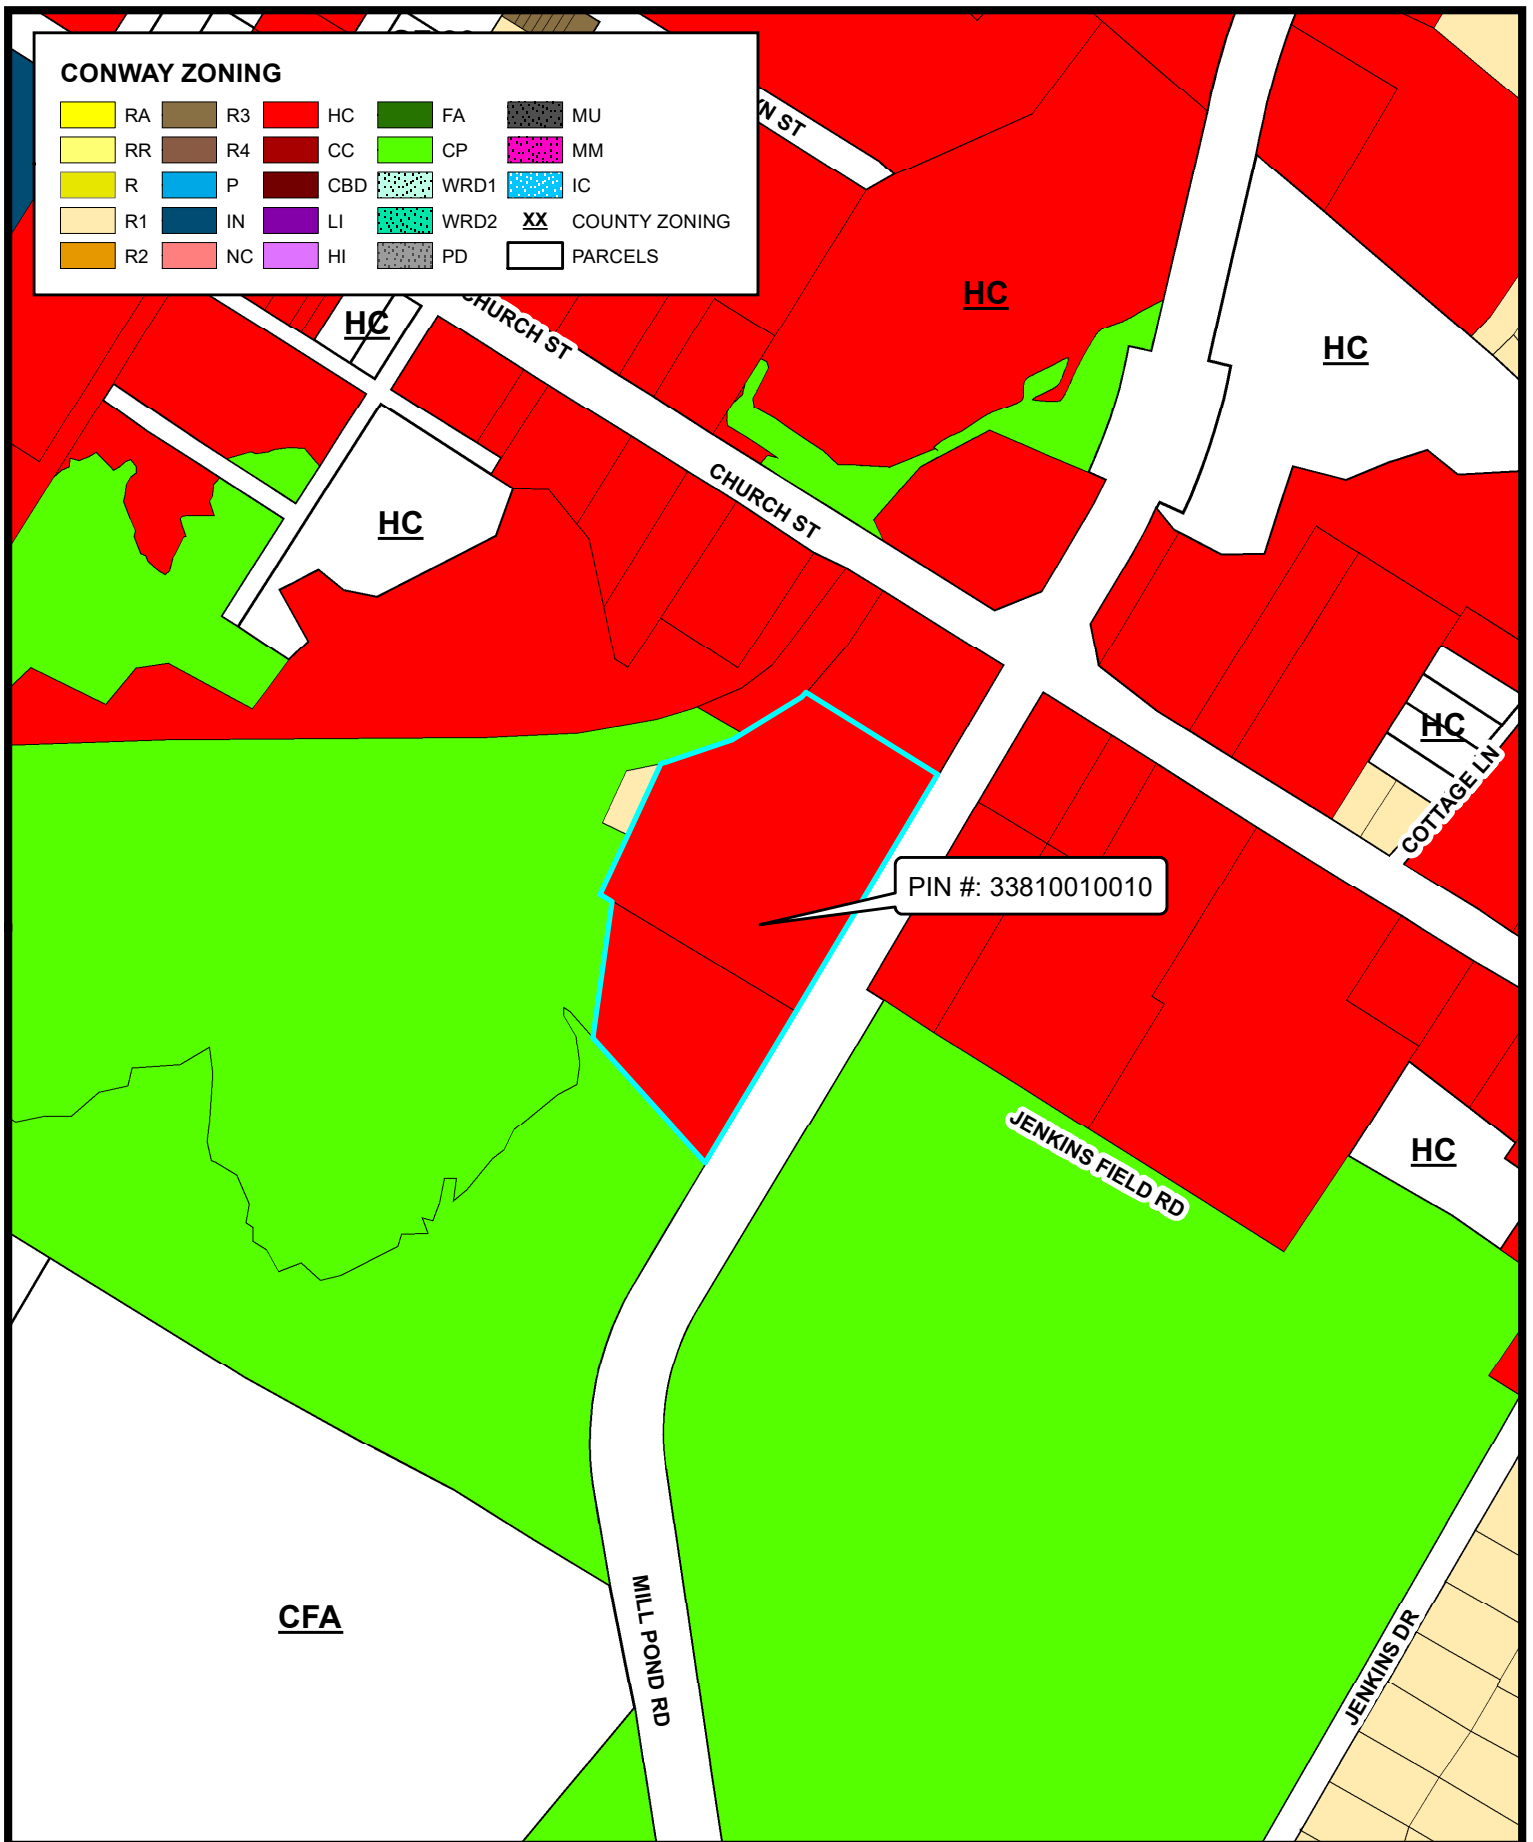 CONWAY ZONING
RA R3 HC FA MU
RR R4 CC CP MM
R P CBD WRD1 IC
R1 IN LI WRD2 XX COUNTY ZONING
R2 NC HI PD PARCELS
ST
HC
HC
HC
CHURCH ST
CHURCH ST
HC
HC
COTTAGE LN
PIN #: 33810010010
JENKINS FIELD RD
HC
CFA
MILL POND RD
JENKINS DR